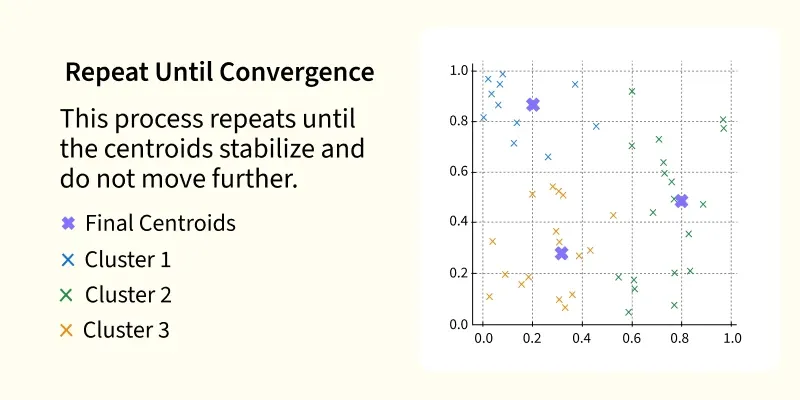 Repeat Until Convergence
This process repeats until
the centroids stabilize and
do not move further.
Final Centroids
Cluster 1
Cluster 2
Cluster 3
1.0
0.8
0.6
0.4
0.2
0.0
0.0 0.2 0.4 0.6 0.8 1.0